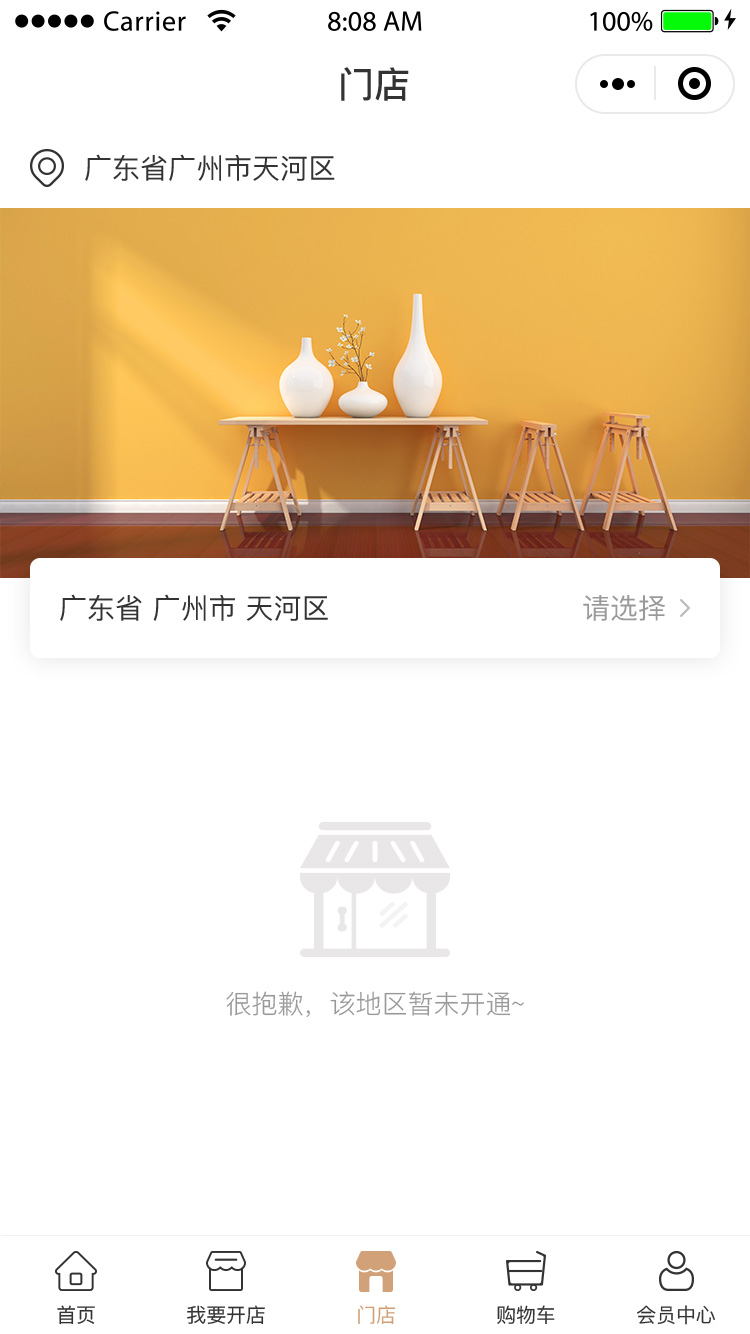 Carrier 8:08 AM 100%
门店
广东省广州市天河区
广东省 广州市 天河区 请选择
很抱歉，该地区暂未开通~
首页 我要开店 门店 购物车 会员中心